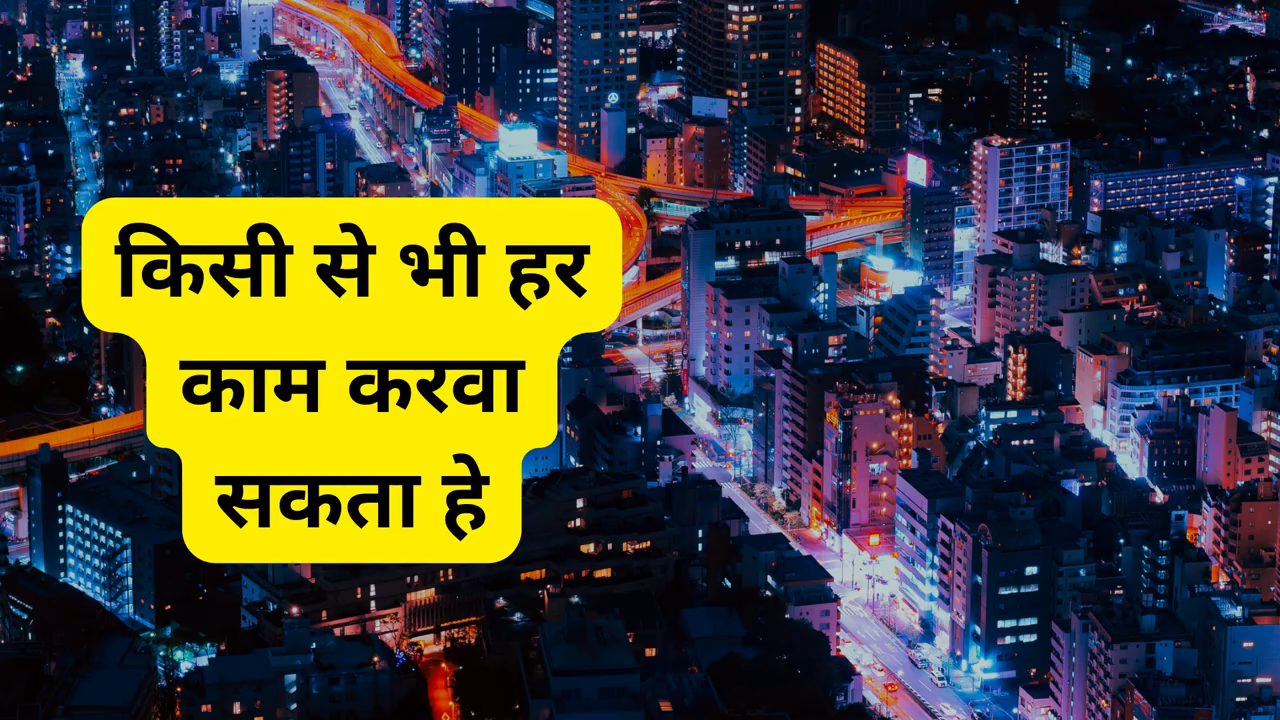 किसी से भी हर
काम करवा
सकता हे